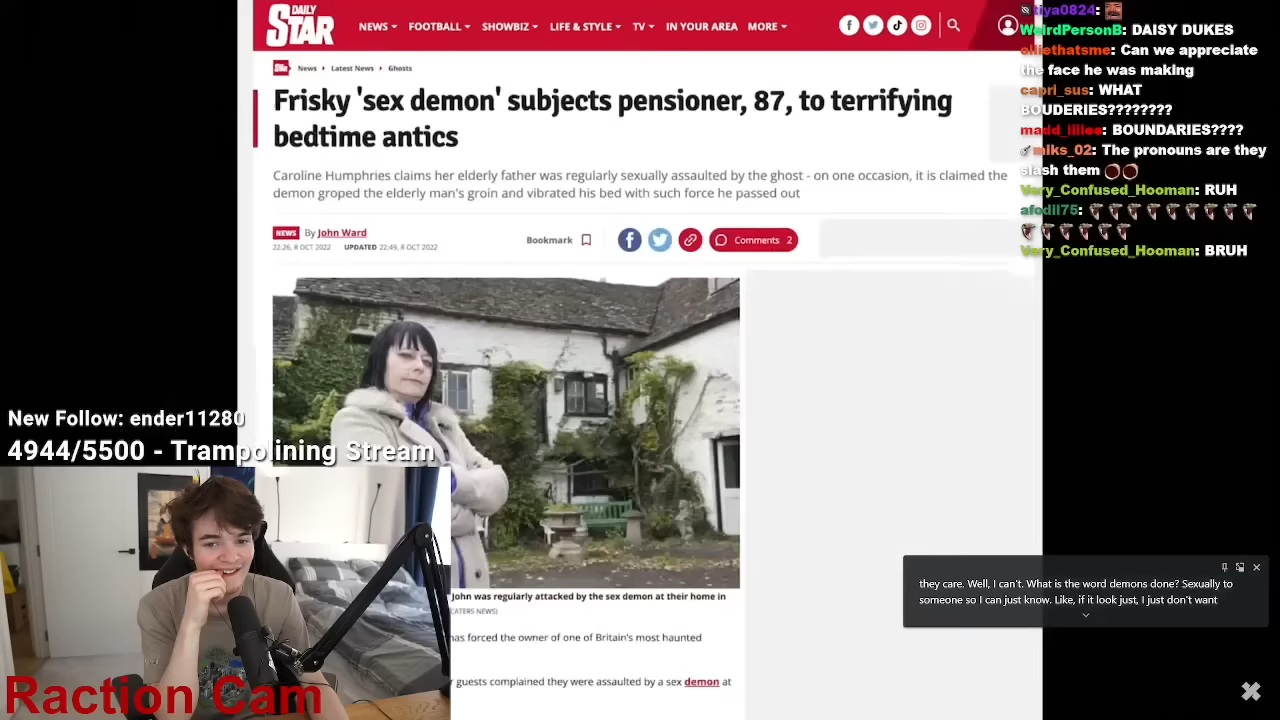 DAILY
STAR
NEWS FOOTBALL SHOWBIZ LIFE & STYLE TV IN YOUR AREA MORE
News Latest News Ghosts
Frisky 'sex demon' subjects pensioner, 87, to terrifying
bedtime antics
Caroline Humphries claims her elderly father was regularly sexually assaulted by the ghost - on one occasion, it is claimed the
demon groped the elderly man's groin and vibrated his bed with such force he passed out
NEWS By John Ward
22:26, 8 OCT 2022 UPDATED 22:49, 8 OCT 2022
Bookmark
Comments 2
John was regularly attacked by the sex demon at their home in
CATERS NEWS)
has forced the owner of one of Britain's most haunted
r guests complained they were assaulted by a sex demon at
New Follow: ender11280
4944/5500 - Trampolining Stream
Raction Cam
tiya0824:
WeirdPersonB: DAISY DUKES
olliethatsme: Can we appreciate
the face he was making
capri_sus: WHAT
BOUDERIES????????
madd_illiee: BOUNDARIES????
miks_02: The pronouns are they
slash them
Very_Confused_Hooman: RUH
afodll75:
Very_Confused_Hooman: BRUH
they care. Well, I can't. What is the word demons done? Sexually to
someone so I can just know. Like, if it look just, I just don't want